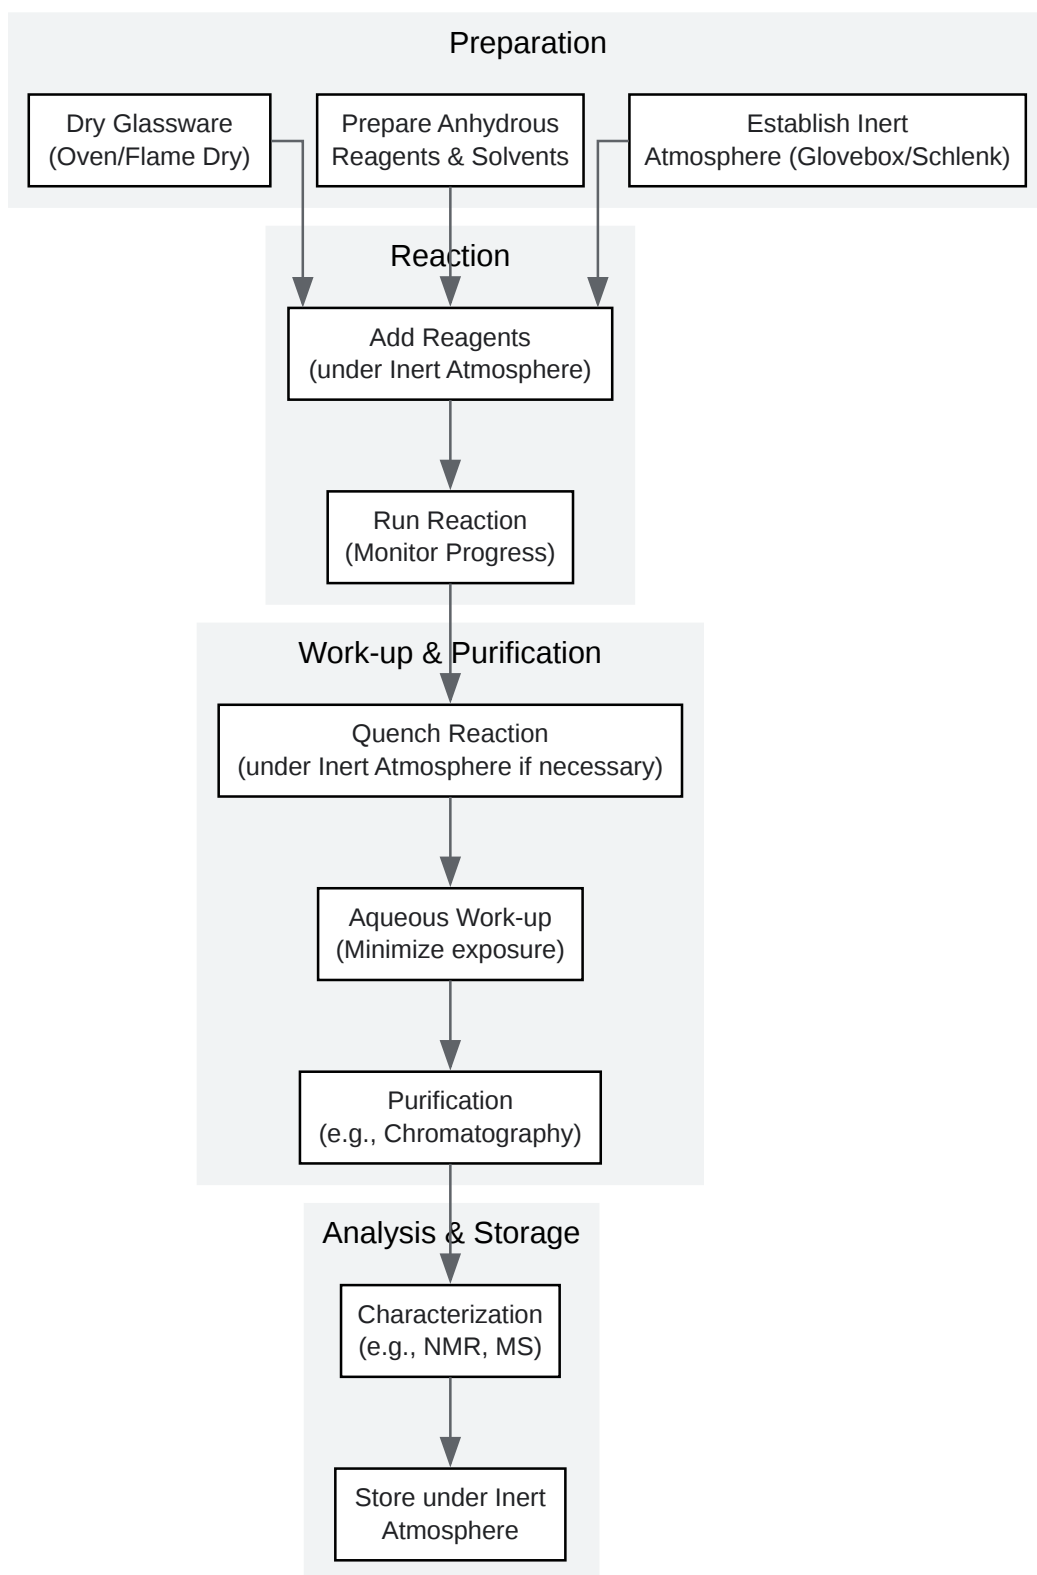 Preparation
Dry Glassware
(Oven/Flame Dry)
Prepare Anhydrous
Reagents & Solvents
Establish Inert
Atmosphere (Glovebox/Schlenk)
Reaction
Add Reagents
(under Inert Atmosphere)
Run Reaction
(Monitor Progress)
Work-up & Purification
Quench Reaction
(under Inert Atmosphere if necessary)
Aqueous Work-up
(Minimize exposure)
Purification
(e.g., Chromatography)
Analysis & Storage
Characterization
(e.g., NMR, MS)
Store under Inert
Atmosphere